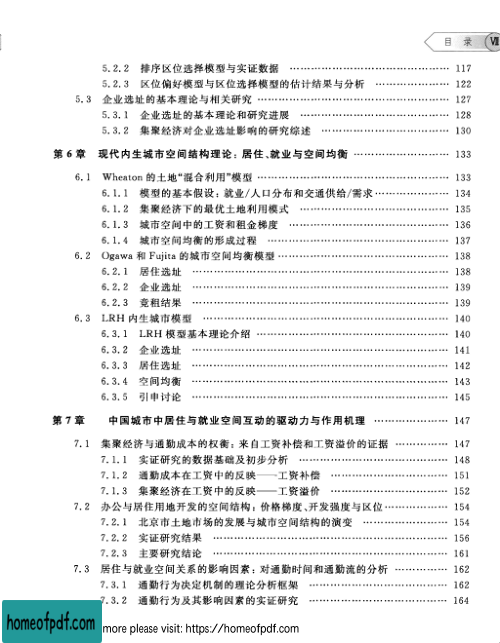 目 录 Ⅶ
5.2.2 排序区位选择模型与实证数据 …… 117
5.2.3 区位偏好模型与区位选择模型的估计结果与分析 …… 122
5.3 企业选址的基本理论与相关研究 …… 127
5.3.1 企业选址的基本理论和研究进展 …… 128
5.3.2 集聚经济对企业选址影响的研究综述 …… 130
第 6 章 现代内生城市空间结构理论：居住、就业与空间均衡 …… 133
6.1 Wheaton 的土地“混合利用”模型 …… 133
6.1.1 模型的基本假设：就业/人口分布和交通供给/需求 …… 134
6.1.2 集聚经济下的最优土地利用模式 …… 135
6.1.3 城市空间中的工资和租金梯度 …… 136
6.1.4 城市空间均衡的形成过程 …… 137
6.2 Ogawa 和 Fujita 的城市空间均衡模型 …… 138
6.2.1 居住选址 …… 138
6.2.2 企业选址 …… 139
6.2.3 竞租结果 …… 139
6.3 LRH 内生城市模型 …… 140
6.3.1 LRH 模型基本理论介绍 …… 140
6.3.2 企业选址 …… 141
6.3.3 居住选址 …… 142
6.3.4 空间均衡 …… 143
6.3.5 引申讨论 …… 145
第 7 章 中国城市中居住与就业空间互动的驱动力与作用机理 …… 147
7.1 集聚经济与通勤成本的权衡：来自工资补偿和工资溢价的证据 …… 147
7.1.1 实证研究的数据基础及初步分析 …… 148
7.1.2 通勤成本在工资中的反映——工资补偿 …… 151
7.1.3 集聚经济在工资中的反映——工资溢价 …… 152
7.2 办公与居住用地开发的空间结构：价格梯度、开发强度与区位 …… 154
7.2.1 北京市土地市场的发展与城市空间结构的演变 …… 154
7.2.2 实证研究结果 …… 156
7.2.3 主要研究结论 …… 161
7.3 居住与就业空间关系的影响因素：对通勤时间和通勤流的分析 …… 162
7.3.1 通勤行为决定机制的理论分析框架 …… 162
7.3.2 通勤行为及其影响因素的实证研究 …… 164
homeofpdf.com
more please visit: https://homeofpdf.com